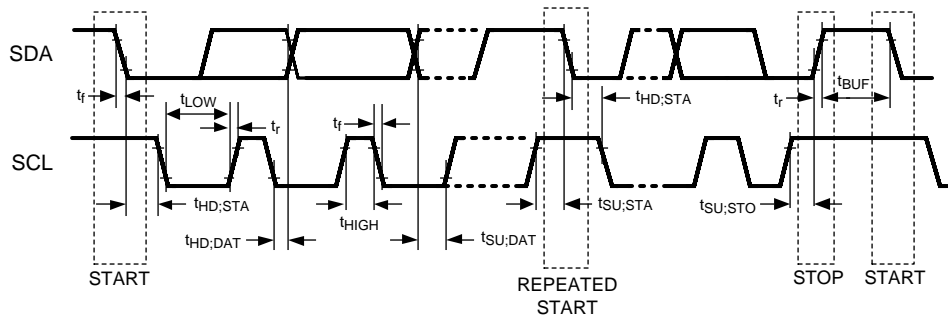 SDA
t_f
t_LOW
t_r
t_f
t_HD;STA
t_r
t_BUF
SCL
t_HD;STA
t_HD;DAT
t_HIGH
t_SU;DAT
t_SU;STA
t_SU;STO
START
REPEATED
START
STOP
START